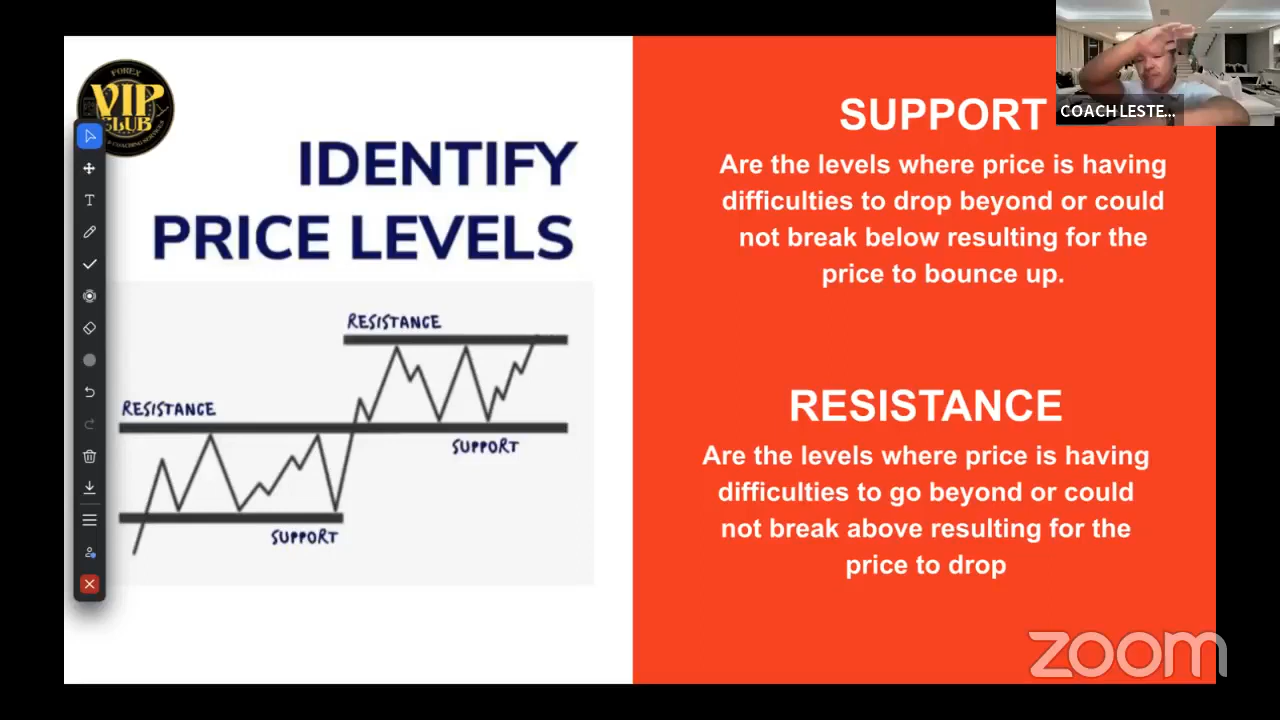 FOREX
VIP
CLUB
IDENTIFY
PRICE LEVELS
RESISTANCE
RESISTANCE
SUPPORT
SUPPORT
SUPPORT
Are the levels where price is having
difficulties to drop beyond or could
not break below resulting for the
price to bounce up.
RESISTANCE
Are the levels where price is having
difficulties to go beyond or could
not break above resulting for the
price to drop
COACH LESTE...
zoom